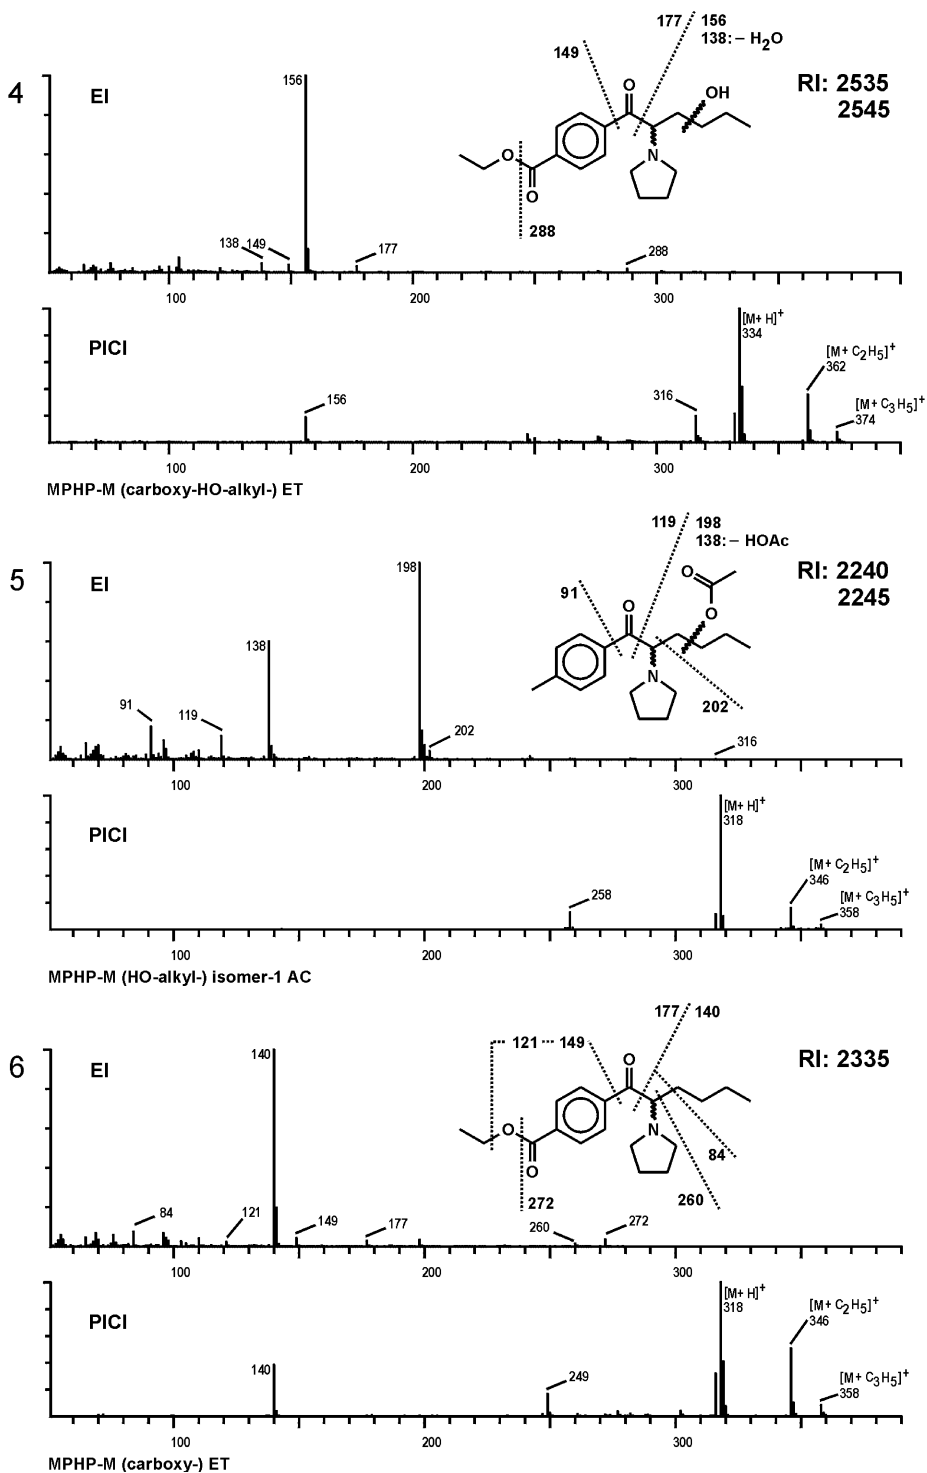 4
EI
RI: 2535
2545
177 156
138: – H2O
149
O
OH
N
O
O
288
156
138
149
177
288
100 200 300
PICI
156
316
[M+ H]+
334
[M+ C2H5]+
362
[M+ C3H5]+
374
100 200 300
MPHP-M (carboxy-HO-alkyl-) ET
5
EI
RI: 2240
2245
119 198
138: – HOAc
91
O
O
O
N
202
198
138
91
119
202
316
100 200 300
PICI
258
[M+ H]+
318
[M+ C2H5]+
346
[M+ C3H5]+
358
100 200 300
MPHP-M (HO-alkyl-) isomer-1 AC
6
EI
RI: 2335
177 140
121 149
O
O
N
O
84
272
260
140
84
121
149
177
260
272
100 200 300
PICI
140
249
[M+ H]+
318
[M+ C2H5]+
346
[M+ C3H5]+
358
100 200 300
MPHP-M (carboxy-) ET